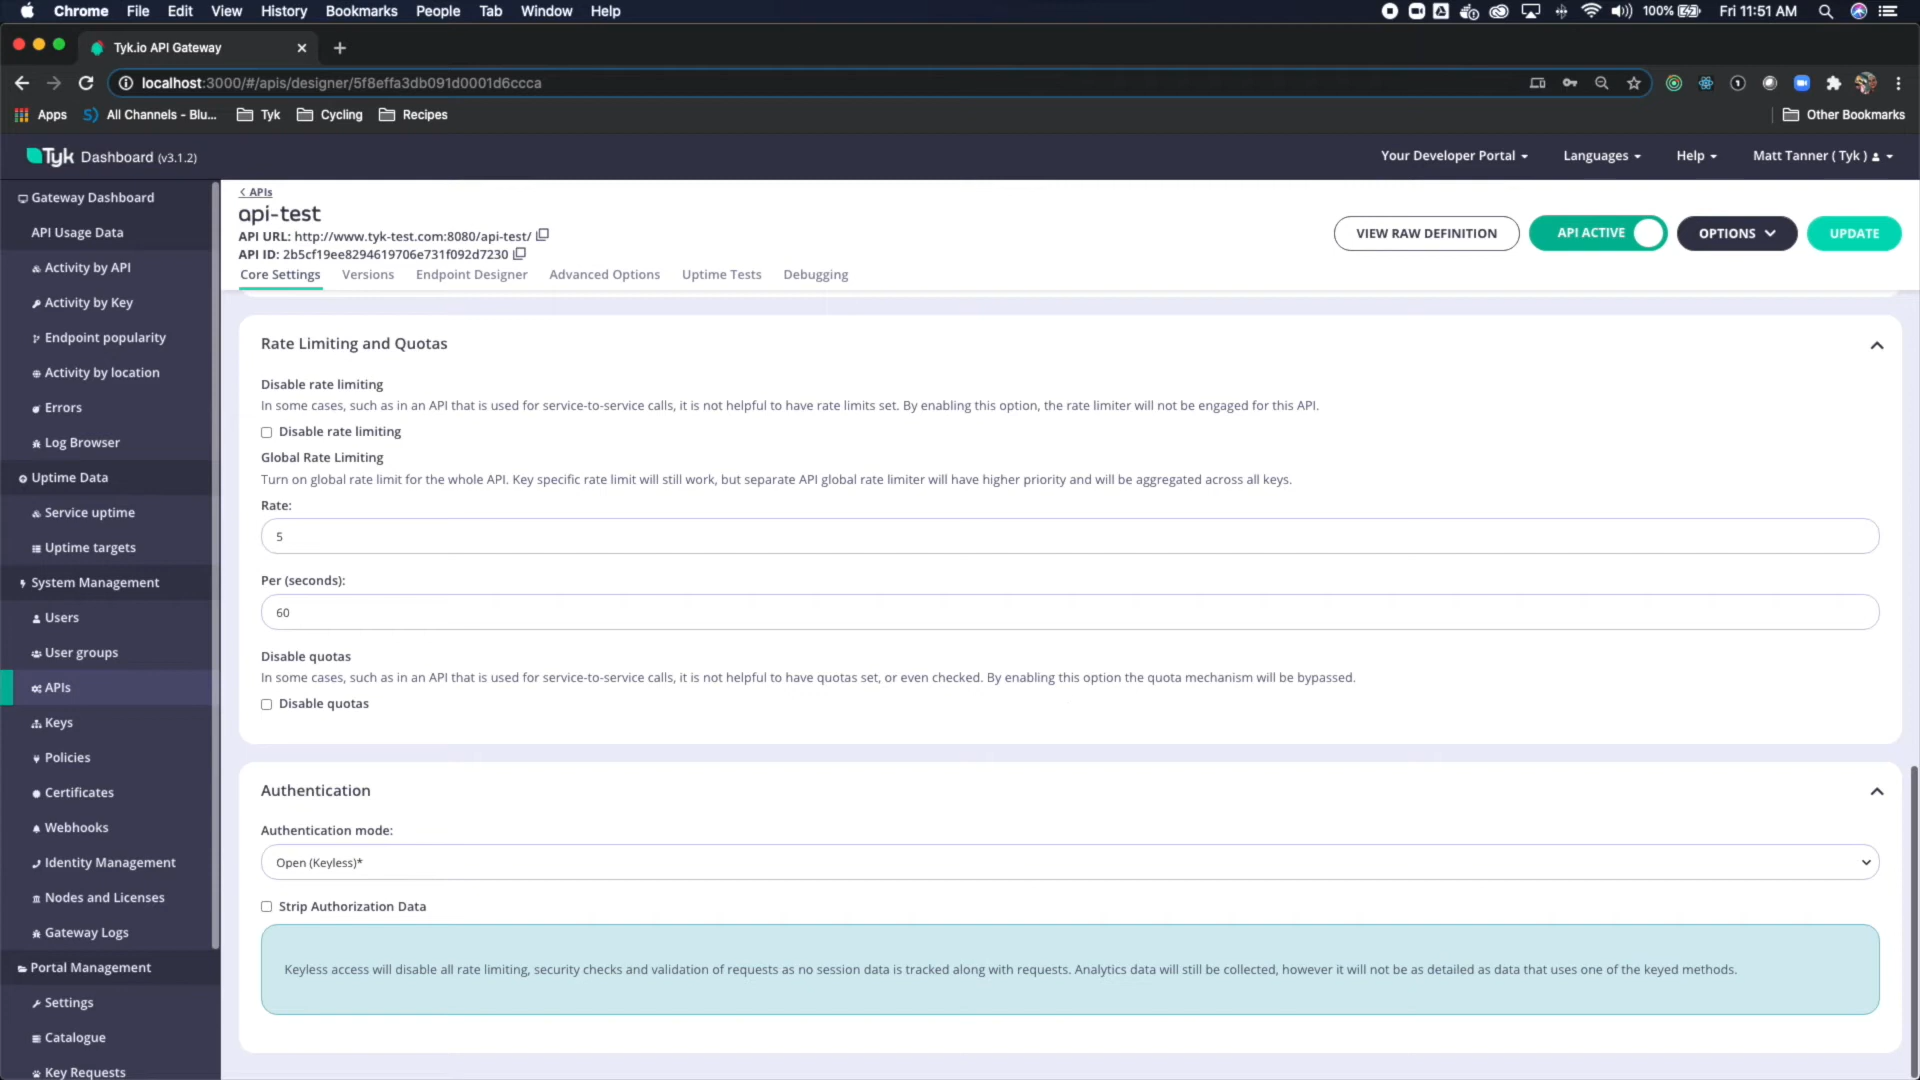 Chrome File Edit View History Bookmarks People Tab Window Help
100% Fri 11:51 AM
Tyk.io API Gateway
localhost:3000/#/apis/designer/5f8effa3db091d0001d6ccca
Apps All Channels - Blu... Tyk Cycling Recipes Other Bookmarks
Tyk Dashboard (v3.1.2) Your Developer Portal Languages Help Matt Tanner ( Tyk )
Gateway Dashboard
API Usage Data
Activity by API
Activity by Key
Endpoint popularity
Activity by location
Errors
Log Browser
Uptime Data
Service uptime
Uptime targets
System Management
Users
User groups
APIs
Keys
Policies
Certificates
Webhooks
Identity Management
Nodes and Licenses
Gateway Logs
Portal Management
Settings
Catalogue
Key Requests
< APIs
api-test
API URL: http://www.tyk-test.com:8080/api-test/
API ID: 2b5cf19ee8294619706e731f092d7230
VIEW RAW DEFINITION API ACTIVE OPTIONS UPDATE
Core Settings Versions Endpoint Designer Advanced Options Uptime Tests Debugging
Rate Limiting and Quotas
Disable rate limiting
In some cases, such as in an API that is used for service-to-service calls, it is not helpful to have rate limits set. By enabling this option, the rate limiter will not be engaged for this API.
Disable rate limiting
Global Rate Limiting
Turn on global rate limit for the whole API. Key specific rate limit will still work, but separate API global rate limiter will have higher priority and will be aggregated across all keys.
Rate:
5
Per (seconds):
60
Disable quotas
In some cases, such as in an API that is used for service-to-service calls, it is not helpful to have quotas set, or even checked. By enabling this option the quota mechanism will be bypassed.
Disable quotas
Authentication
Authentication mode:
Open (Keyless)*
Strip Authorization Data
Keyless access will disable all rate limiting, security checks and validation of requests as no session data is tracked along with requests. Analytics data will still be collected, however it will not be as detailed as data that uses one of the keyed methods.